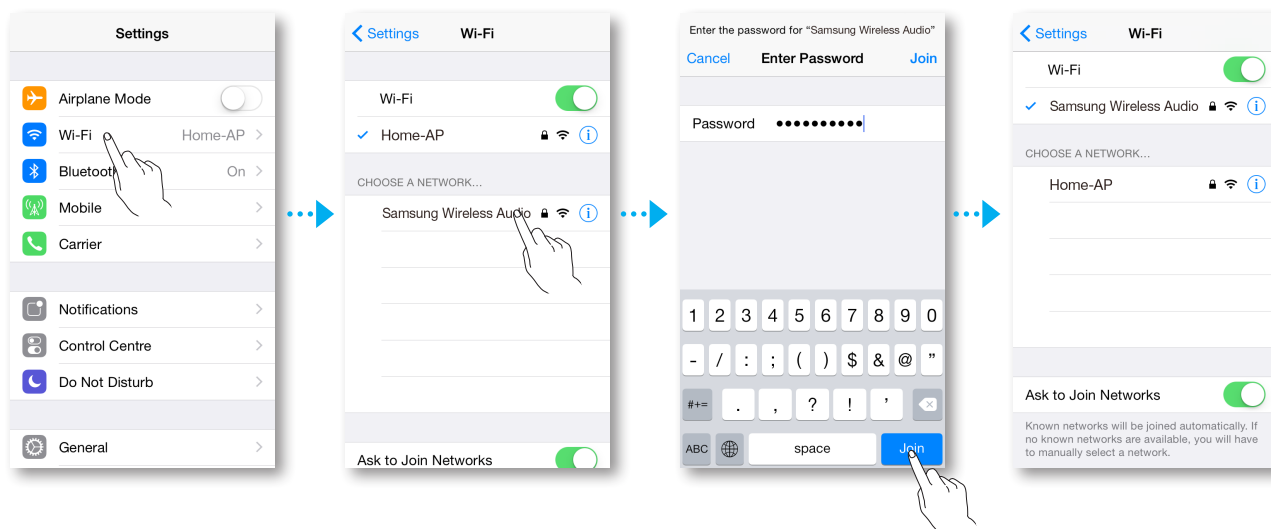 Settings
Airplane Mode
Wi-Fi Home-AP
Bluetoot On
Mobile
Carrier
Notifications
Control Centre
Do Not Disturb
General
Settings Wi-Fi
Wi-Fi
Home-AP
CHOOSE A NETWORK...
Samsung Wireless Audio
Ask to Join Networks
Enter the password for “Samsung Wireless Audio”
Cancel Enter Password Join
Password ••••••••••
1 2 3 4 5 6 7 8 9 0
- / : ; ( ) $ & @ ”
#+= . , ? ! ’
ABC space Join
Settings Wi-Fi
Wi-Fi
Samsung Wireless Audio
CHOOSE A NETWORK...
Home-AP
Ask to Join Networks
Known networks will be joined automatically. If
no known networks are available, you will have
to manually select a network.